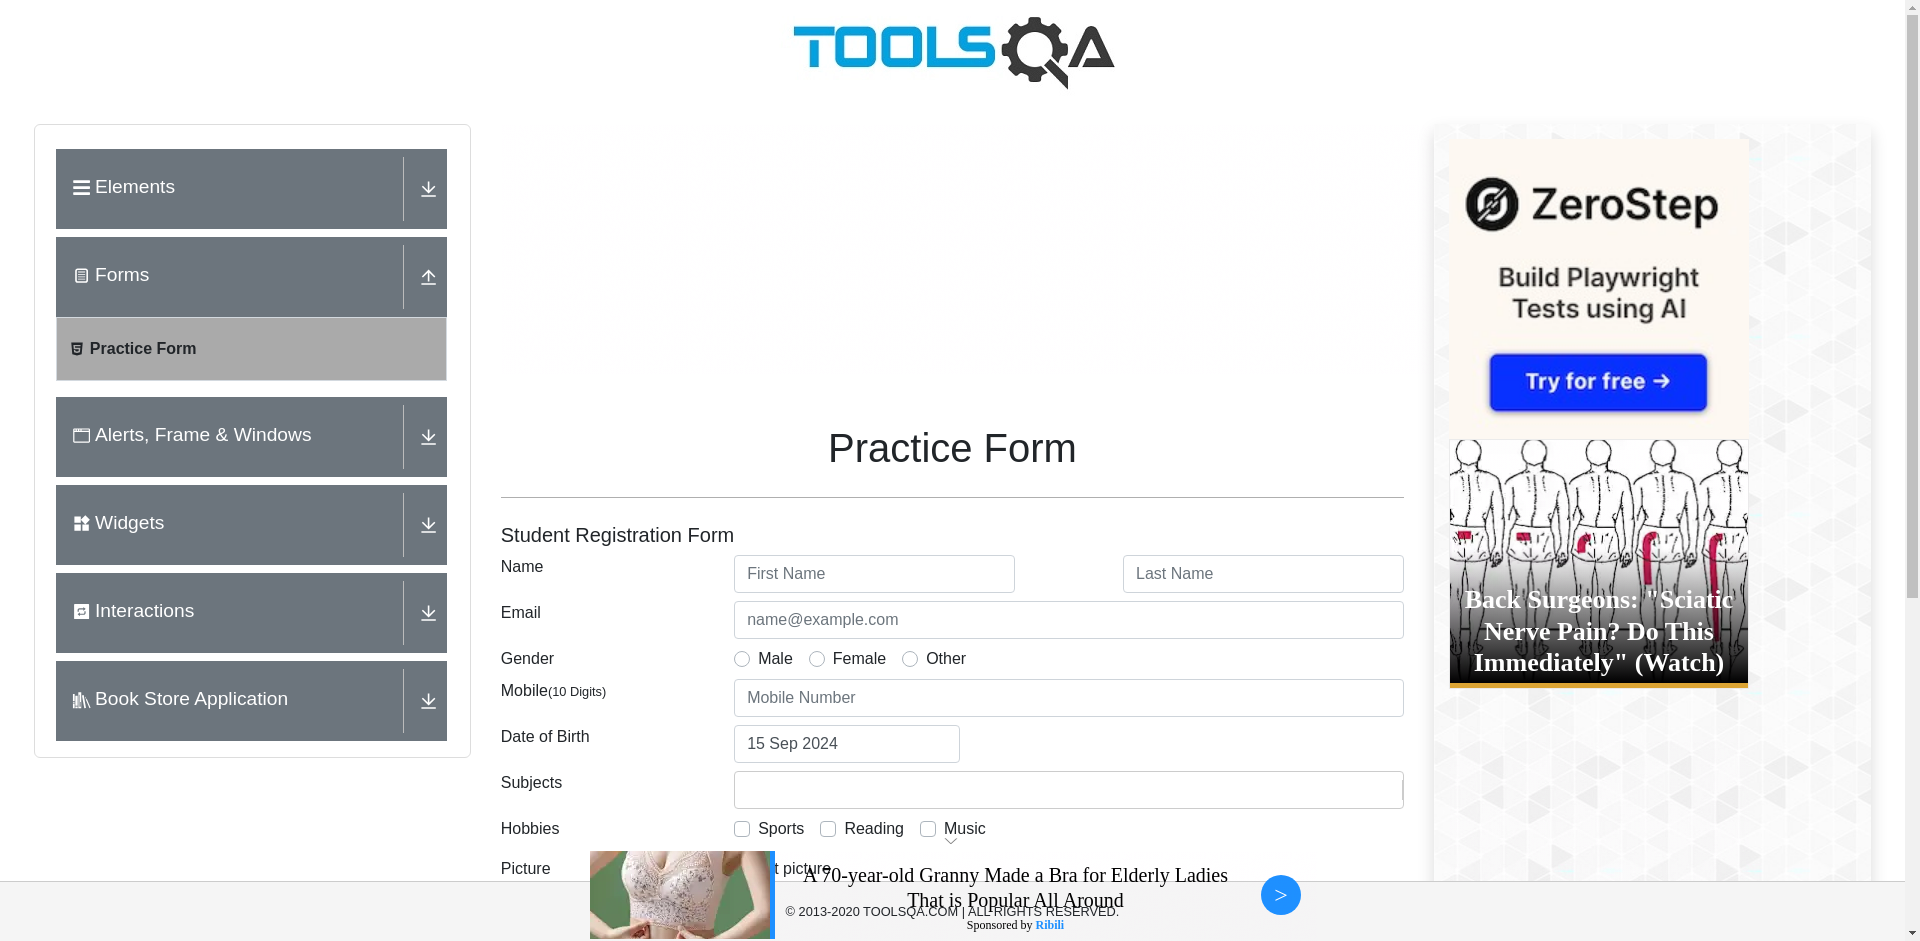 TOOLSQA
Elements
Forms
Practice Form
Alerts, Frame & Windows
Widgets
Interactions
Book Store Application
Practice Form
Student Registration Form
Name
First Name
Last Name
Email
name@example.com
Gender
Male
Female
Other
Mobile(10 Digits)
Mobile Number
Date of Birth
15 Sep 2024
Subjects
Hobbies
Sports
Reading
Music
Picture
picture
ZeroStep
Build Playwright
Tests using AI
Try for free →
Back Surgeons: "Sciatic
Nerve Pain? Do This
Immediately" (Watch)
A 70-year-old Granny Made a Bra for Elderly Ladies
That is Popular All Around
Sponsored by Ribili
>
© 2013-2020 TOOLSQA.COM | ALL RIGHTS RESERVED.